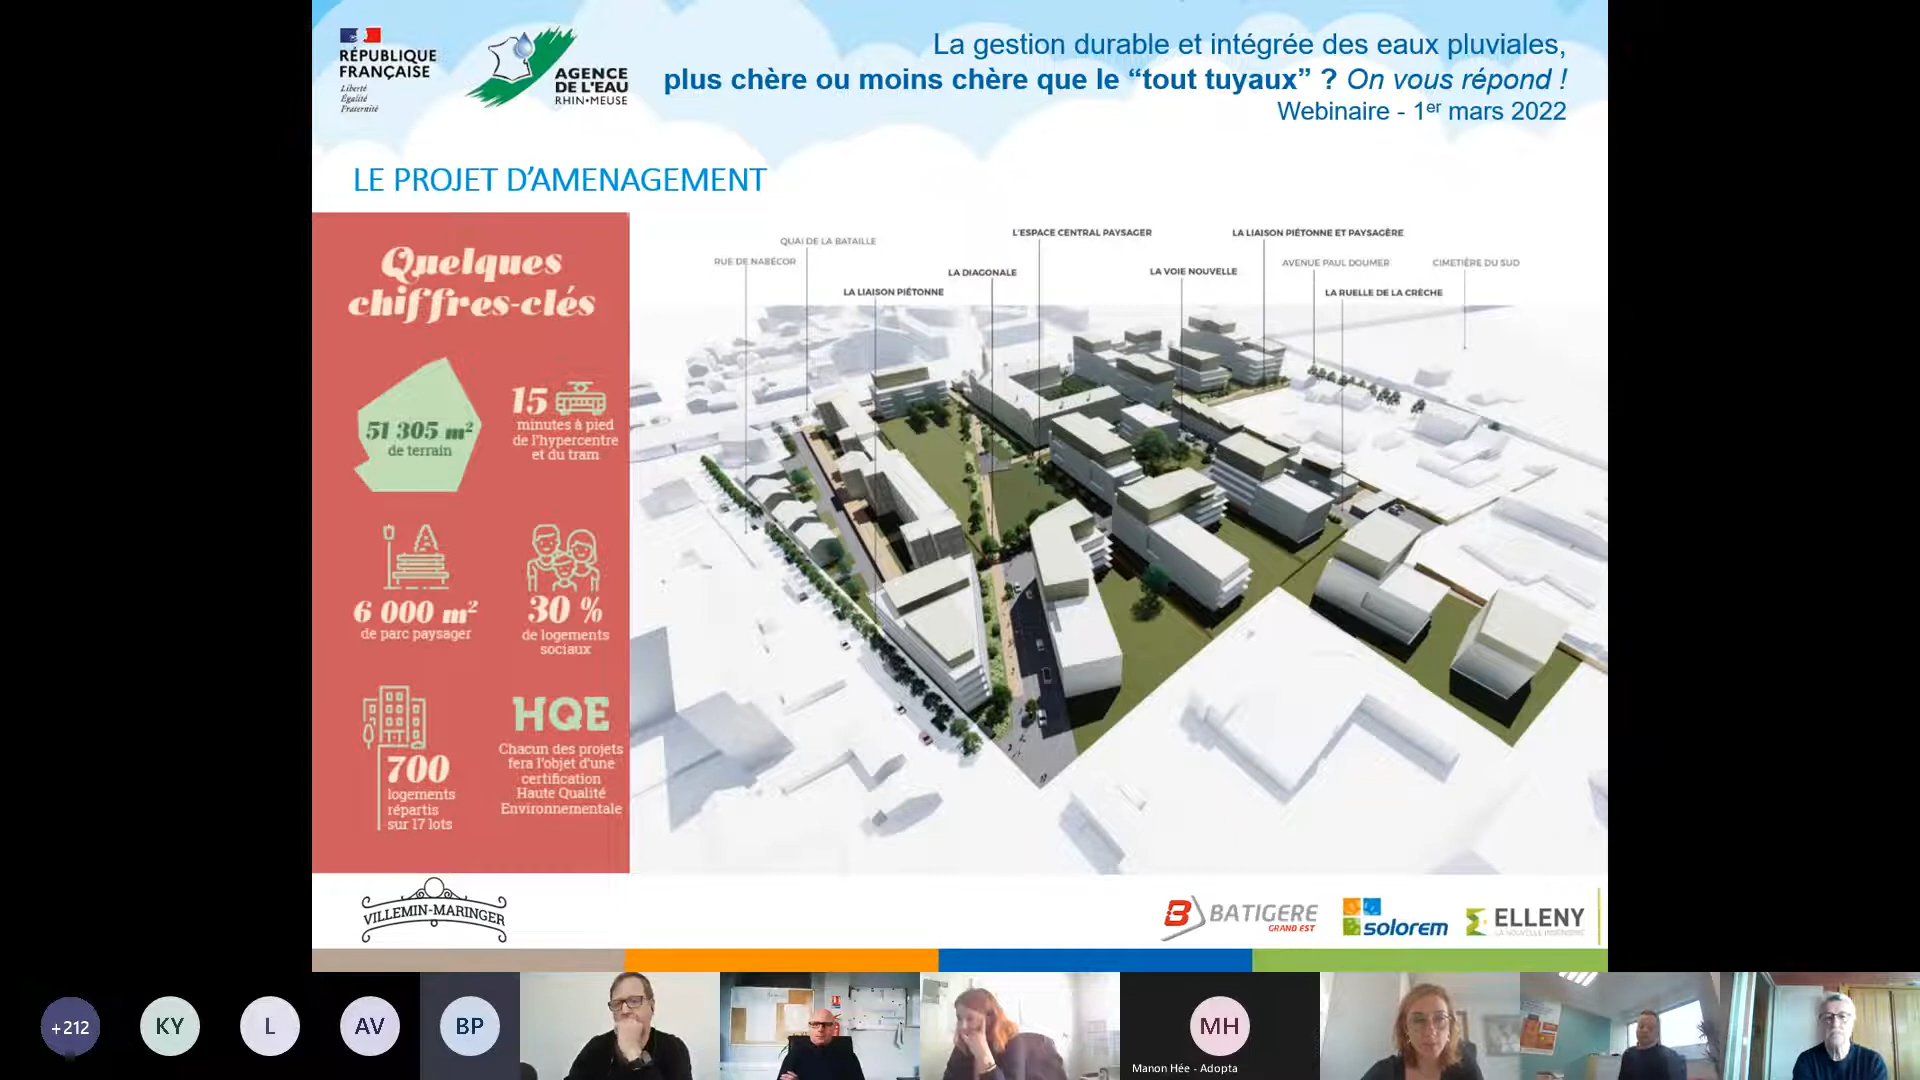 RÉPUBLIQUE
FRANÇAISE
Liberté
Égalité
Fraternité
AGENCE
DE L'EAU
RHIN•MEUSE
La gestion durable et intégrée des eaux pluviales,
plus chère ou moins chère que le “tout tuyaux” ? On vous répond !
Webinaire - 1er mars 2022
LE PROJET D’AMENAGEMENT
Quelques
chiffres-clés
51 305 m²
de terrain
15
minutes à pied
de l'hypercentre
et du tram
6 000 m²
de parc paysager
30 %
de logements
sociaux
700
logements
répartis
sur 17 lots
HQE
Chacun des projets
fera l'objet d'une
certification
Haute Qualité
Environnementale
L'ESPACE CENTRAL PAYSAGER
LA LIAISON PIÉTONNE ET PAYSAGÈRE
QUAI DE LA BATAILLE
RUE DE NABÉCOR
AVENUE PAUL DOUMER
CIMETIÈRE DU SUD
LA DIAGONALE
LA VOIE NOUVELLE
LA LIAISON PIÉTONNE
LA RUELLE DE LA CRÈCHE
VILLEMIN-MARINGER
BATIGERE
GRAND EST
solorem
ELLENY
LA NOUVELLE INGÉNIERIE
+212
KY
L
AV
BP
MH
Manon Hée - Adopta